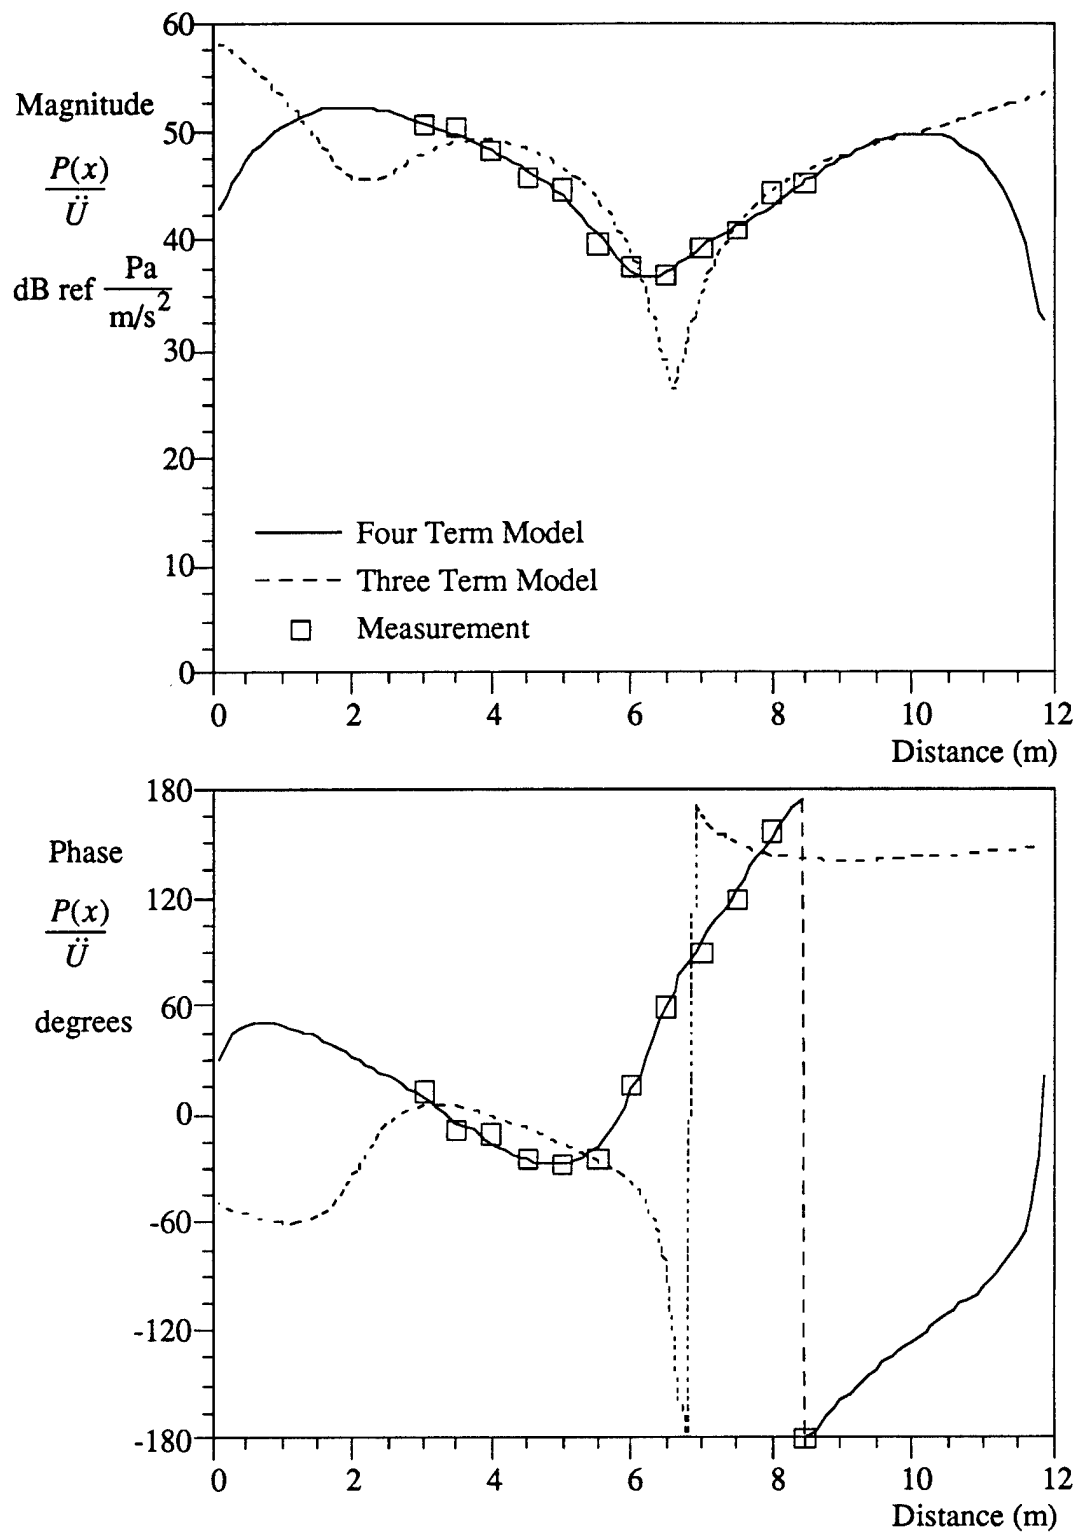 60
Magnitude
50
P(x)
Ü
40
dB ref Pa
m/s²
30
20
Four Term Model
10
Three Term Model
Measurement
0
0 2 4 6 8 10 12
Distance (m)
180
Phase
120
P(x)
Ü
60
degrees
0
-60
-120
-180
0 2 4 6 8 10 12
Distance (m)